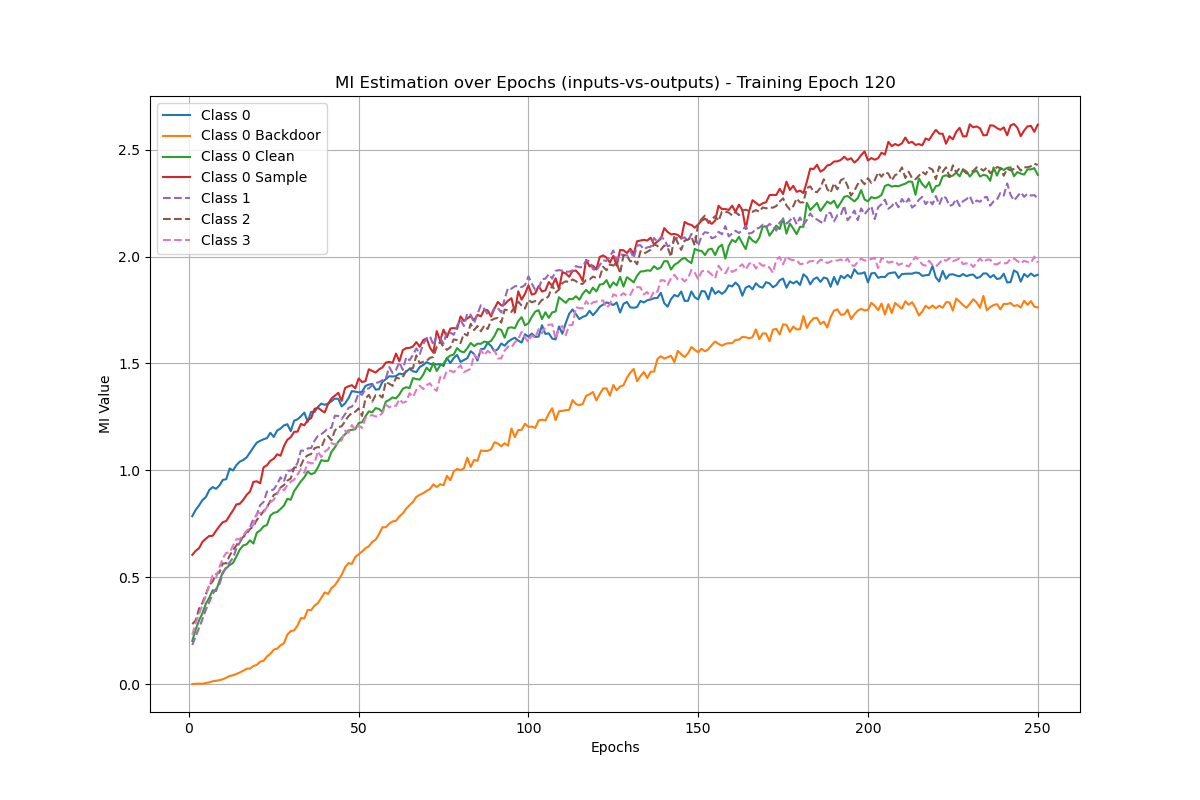 MI Estimation over Epochs (inputs-vs-outputs) - Training Epoch 120
Class 0
Class 0 Backdoor
Class 0 Clean
Class 0 Sample
Class 1
Class 2
Class 3
MI Value
2.5
2.0
1.5
1.0
0.5
0.0
0 50 100 150 200 250
Epochs